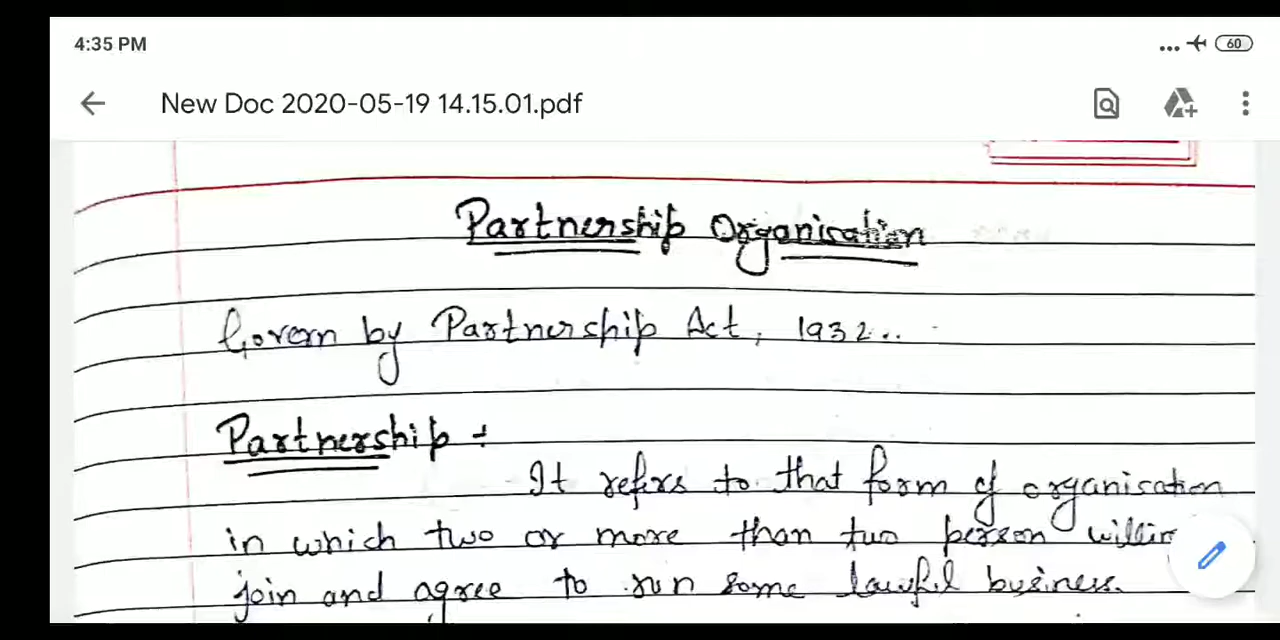 4:35 PM
... 60
New Doc 2020-05-19 14.15.01.pdf
Partnership Organisation
Govern by Partnership Act, 1932...
Partnership :
It refers to that form of organisation
in which two or more than two person willin
join and agree to run some lawful business.